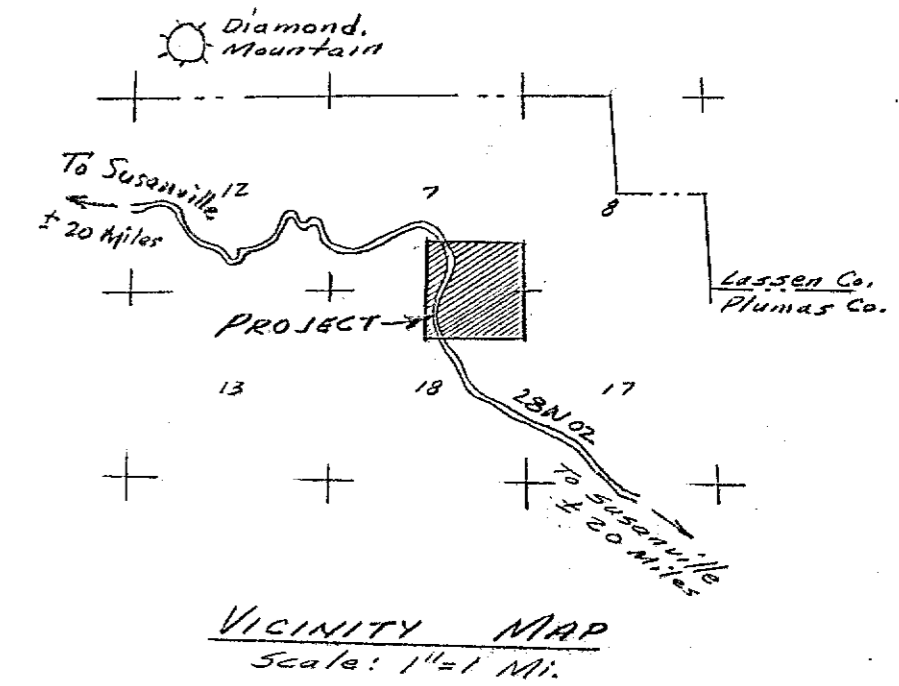 Diamond.
Mountain
To Susanville
± 20 Miles
12
7
8
Lassen Co.
Plumas Co.
PROJECT
13
18
17
28N02
To Susanville
± 20 Miles
VICINITY MAP
Scale: 1"=1 Mi.